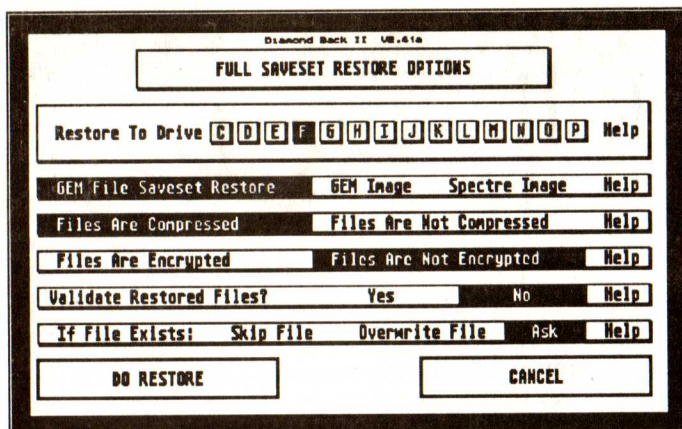 Diamond Back II V2.41a
FULL SAVESET RESTORE OPTIONS
Restore To Drive C D E F G H I J K L M N O P Help
GEM File Saveset Restore GEM Image Spectre Image Help
Files Are Compressed Files Are Not Compressed Help
Files Are Encrypted Files Are Not Encrypted Help
Validate Restored Files? Yes No Help
If File Exists: Skip File Overwrite File Ask Help
DO RESTORE CANCEL